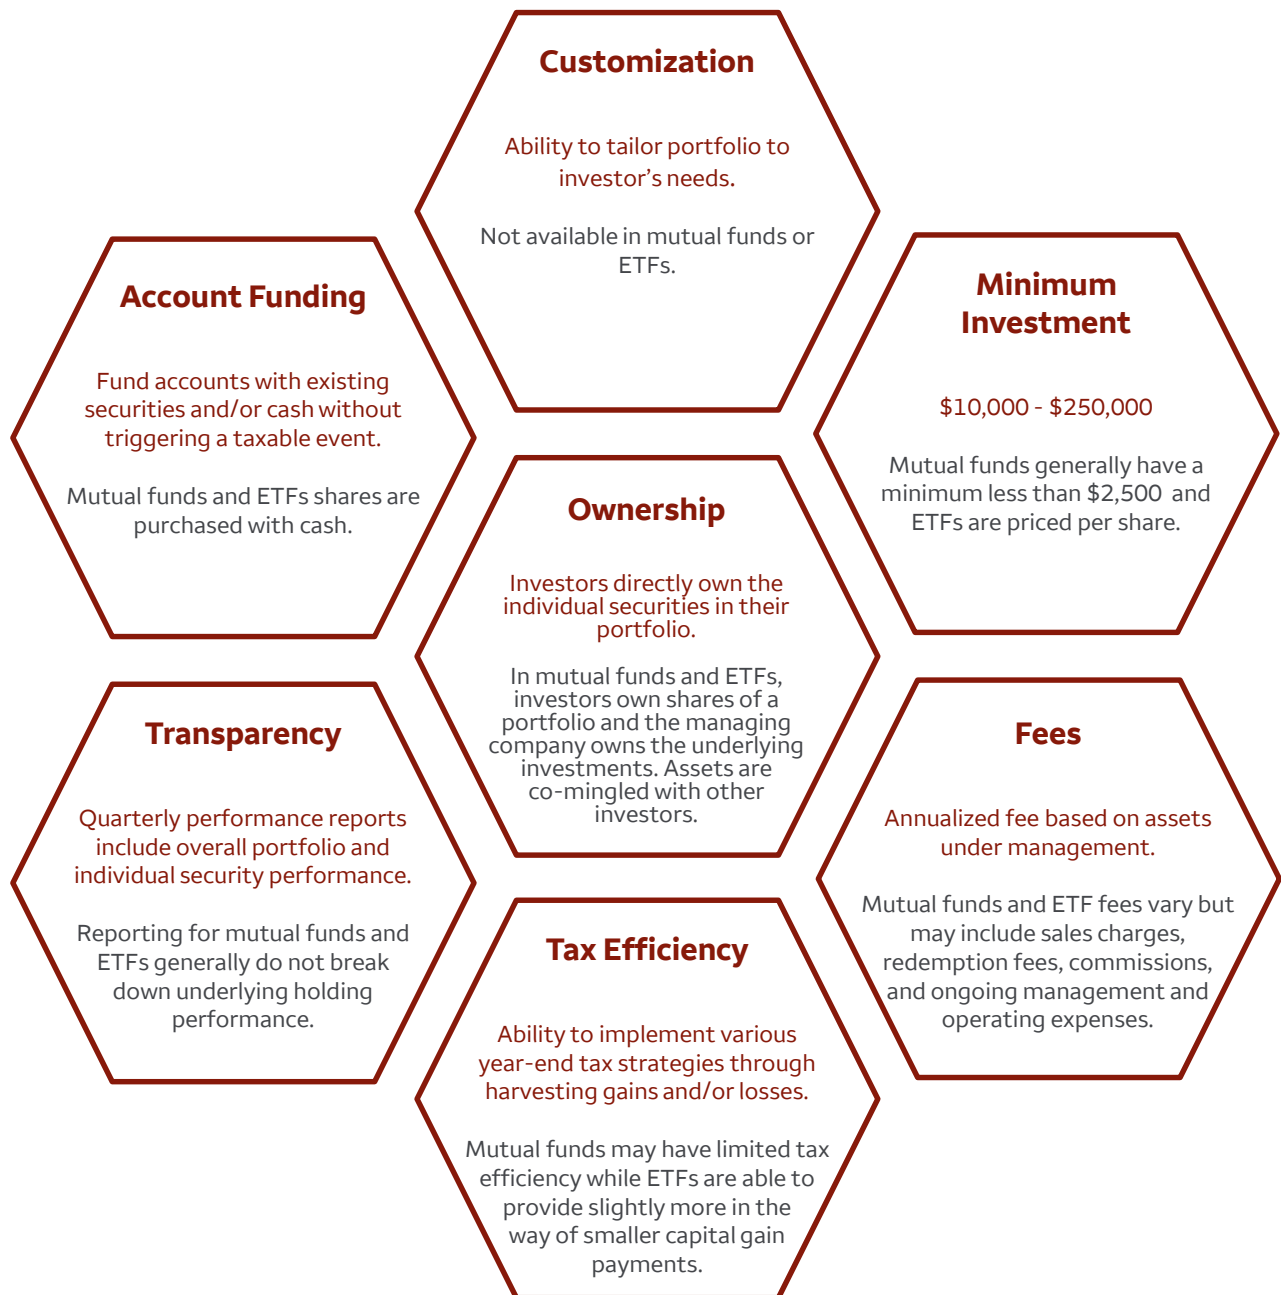 Customization
Ability to tailor portfolio to
investor’s needs.
Not available in mutual funds or
ETFs.
Account Funding
Fund accounts with existing
securities and/or cash without
triggering a taxable event.
Mutual funds and ETFs shares are
purchased with cash.
Minimum
Investment
$10,000 - $250,000
Mutual funds generally have a
minimum less than $2,500 and
ETFs are priced per share.
Ownership
Investors directly own the
individual securities in their
portfolio.
In mutual funds and ETFs,
investors own shares of a
portfolio and the managing
company owns the underlying
investments. Assets are
co-mingled with other
investors.
Transparency
Quarterly performance reports
include overall portfolio and
individual security performance.
Reporting for mutual funds and
ETFs generally do not break
down underlying holding
performance.
Fees
Annualized fee based on assets
under management.
Mutual funds and ETF fees vary but
may include sales charges,
redemption fees, commissions,
and ongoing management and
operating expenses.
Tax Efficiency
Ability to implement various
year-end tax strategies through
harvesting gains and/or losses.
Mutual funds may have limited tax
efficiency while ETFs are able to
provide slightly more in the
way of smaller capital gain
payments.